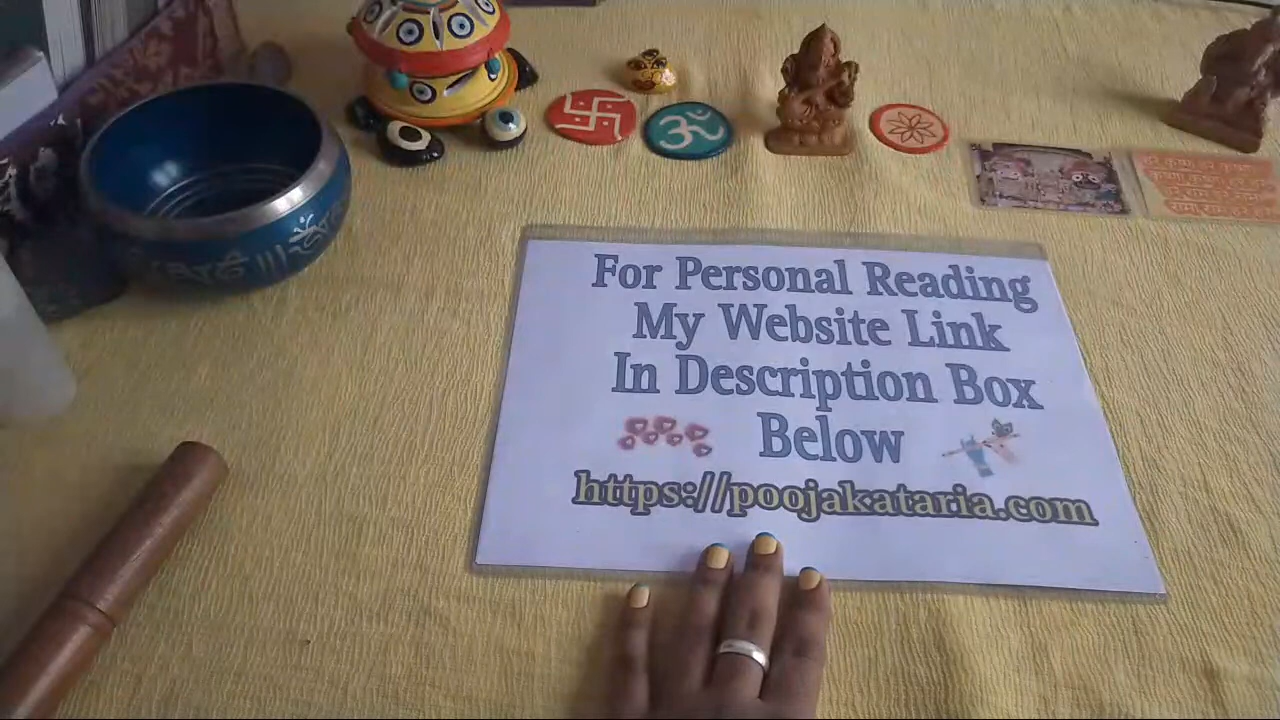 ॐ
For Personal Reading
My Website Link
In Description Box
Below
https://poojakataria.com